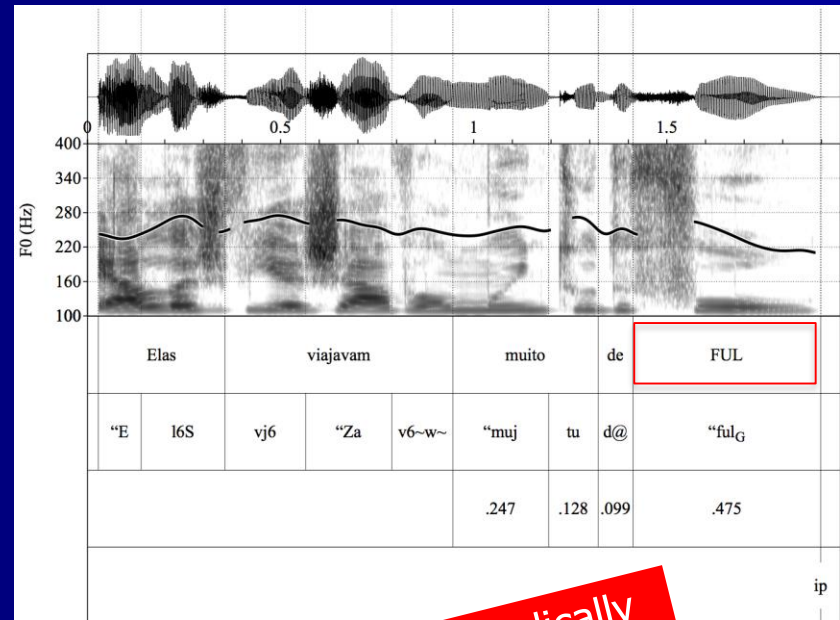 0 0.5 1 1.5
400
340
280
220
160
100
F0 (Hz)
Elas viajavam muito de FUL
“E l6S vj6 “Za v6~w~ “muj tu d@ “fulG
.247 .128 .099 .475
ip